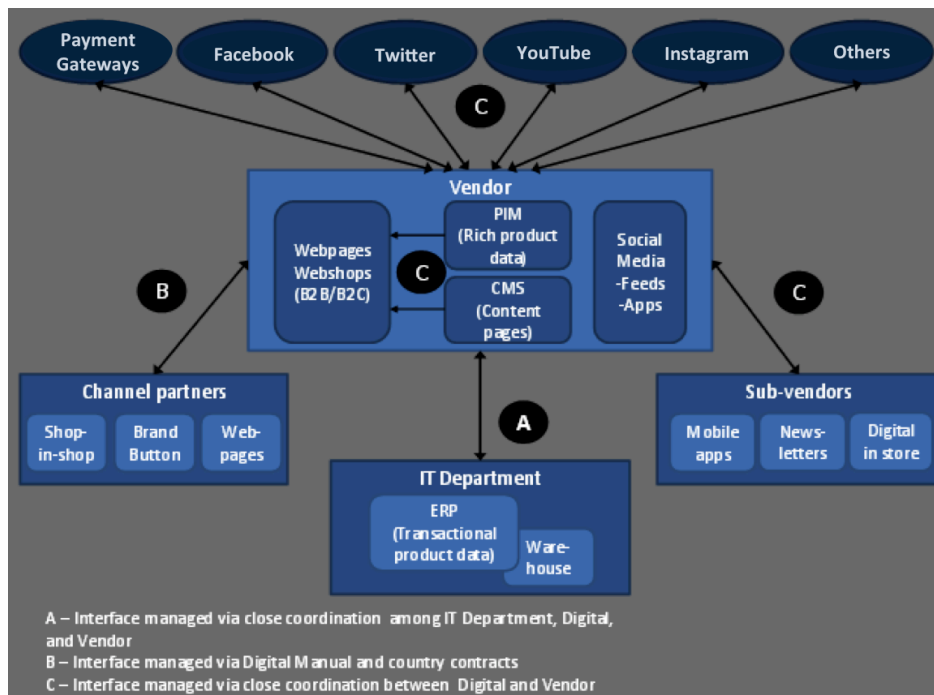 Payment
Gateways
Facebook
Twitter
YouTube
Instagram
Others
C
Vendor
Webpages
Webshops
(B2B/B2C)
C
PIM
(Rich product
data)
CMS
(Content
pages)
Social
Media
-Feeds
-Apps
B
C
Channel partners
Shop-
in-shop
Brand
Button
Web-
pages
A
Sub-vendors
Mobile
apps
News-
letters
Digital
in store
IT Department
ERP
(Transactional
product data)
Ware-
house
A – Interface managed via close coordination among IT Department, Digital,
and Vendor
B – Interface managed via Digital Manual and country contracts
C – Interface managed via close coordination between Digital and Vendor